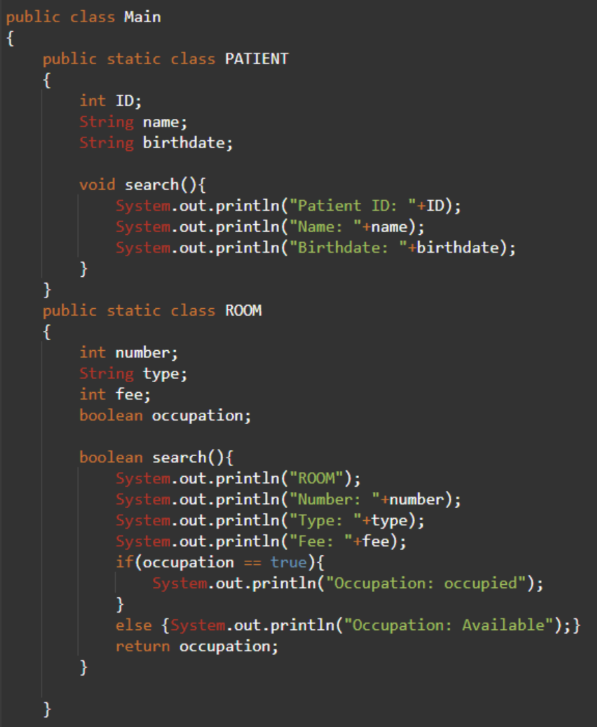 public class Main
{
    public static class PATIENT
    {
        int ID;
        String name;
        String birthdate;

        void search(){
            System.out.println("Patient ID: "+ID);
            System.out.println("Name: "+name);
            System.out.println("Birthdate: "+birthdate);
        }
    }
    public static class ROOM
    {
        int number;
        String type;
        int fee;
        boolean occupation;

        boolean search(){
            System.out.println("ROOM");
            System.out.println("Number: "+number);
            System.out.println("Type: "+type);
            System.out.println("Fee: "+fee);
            if(occupation == true){
                System.out.println("Occupation: occupied");
            }
            else {System.out.println("Occupation: Available");}
            return occupation;
        }

    }